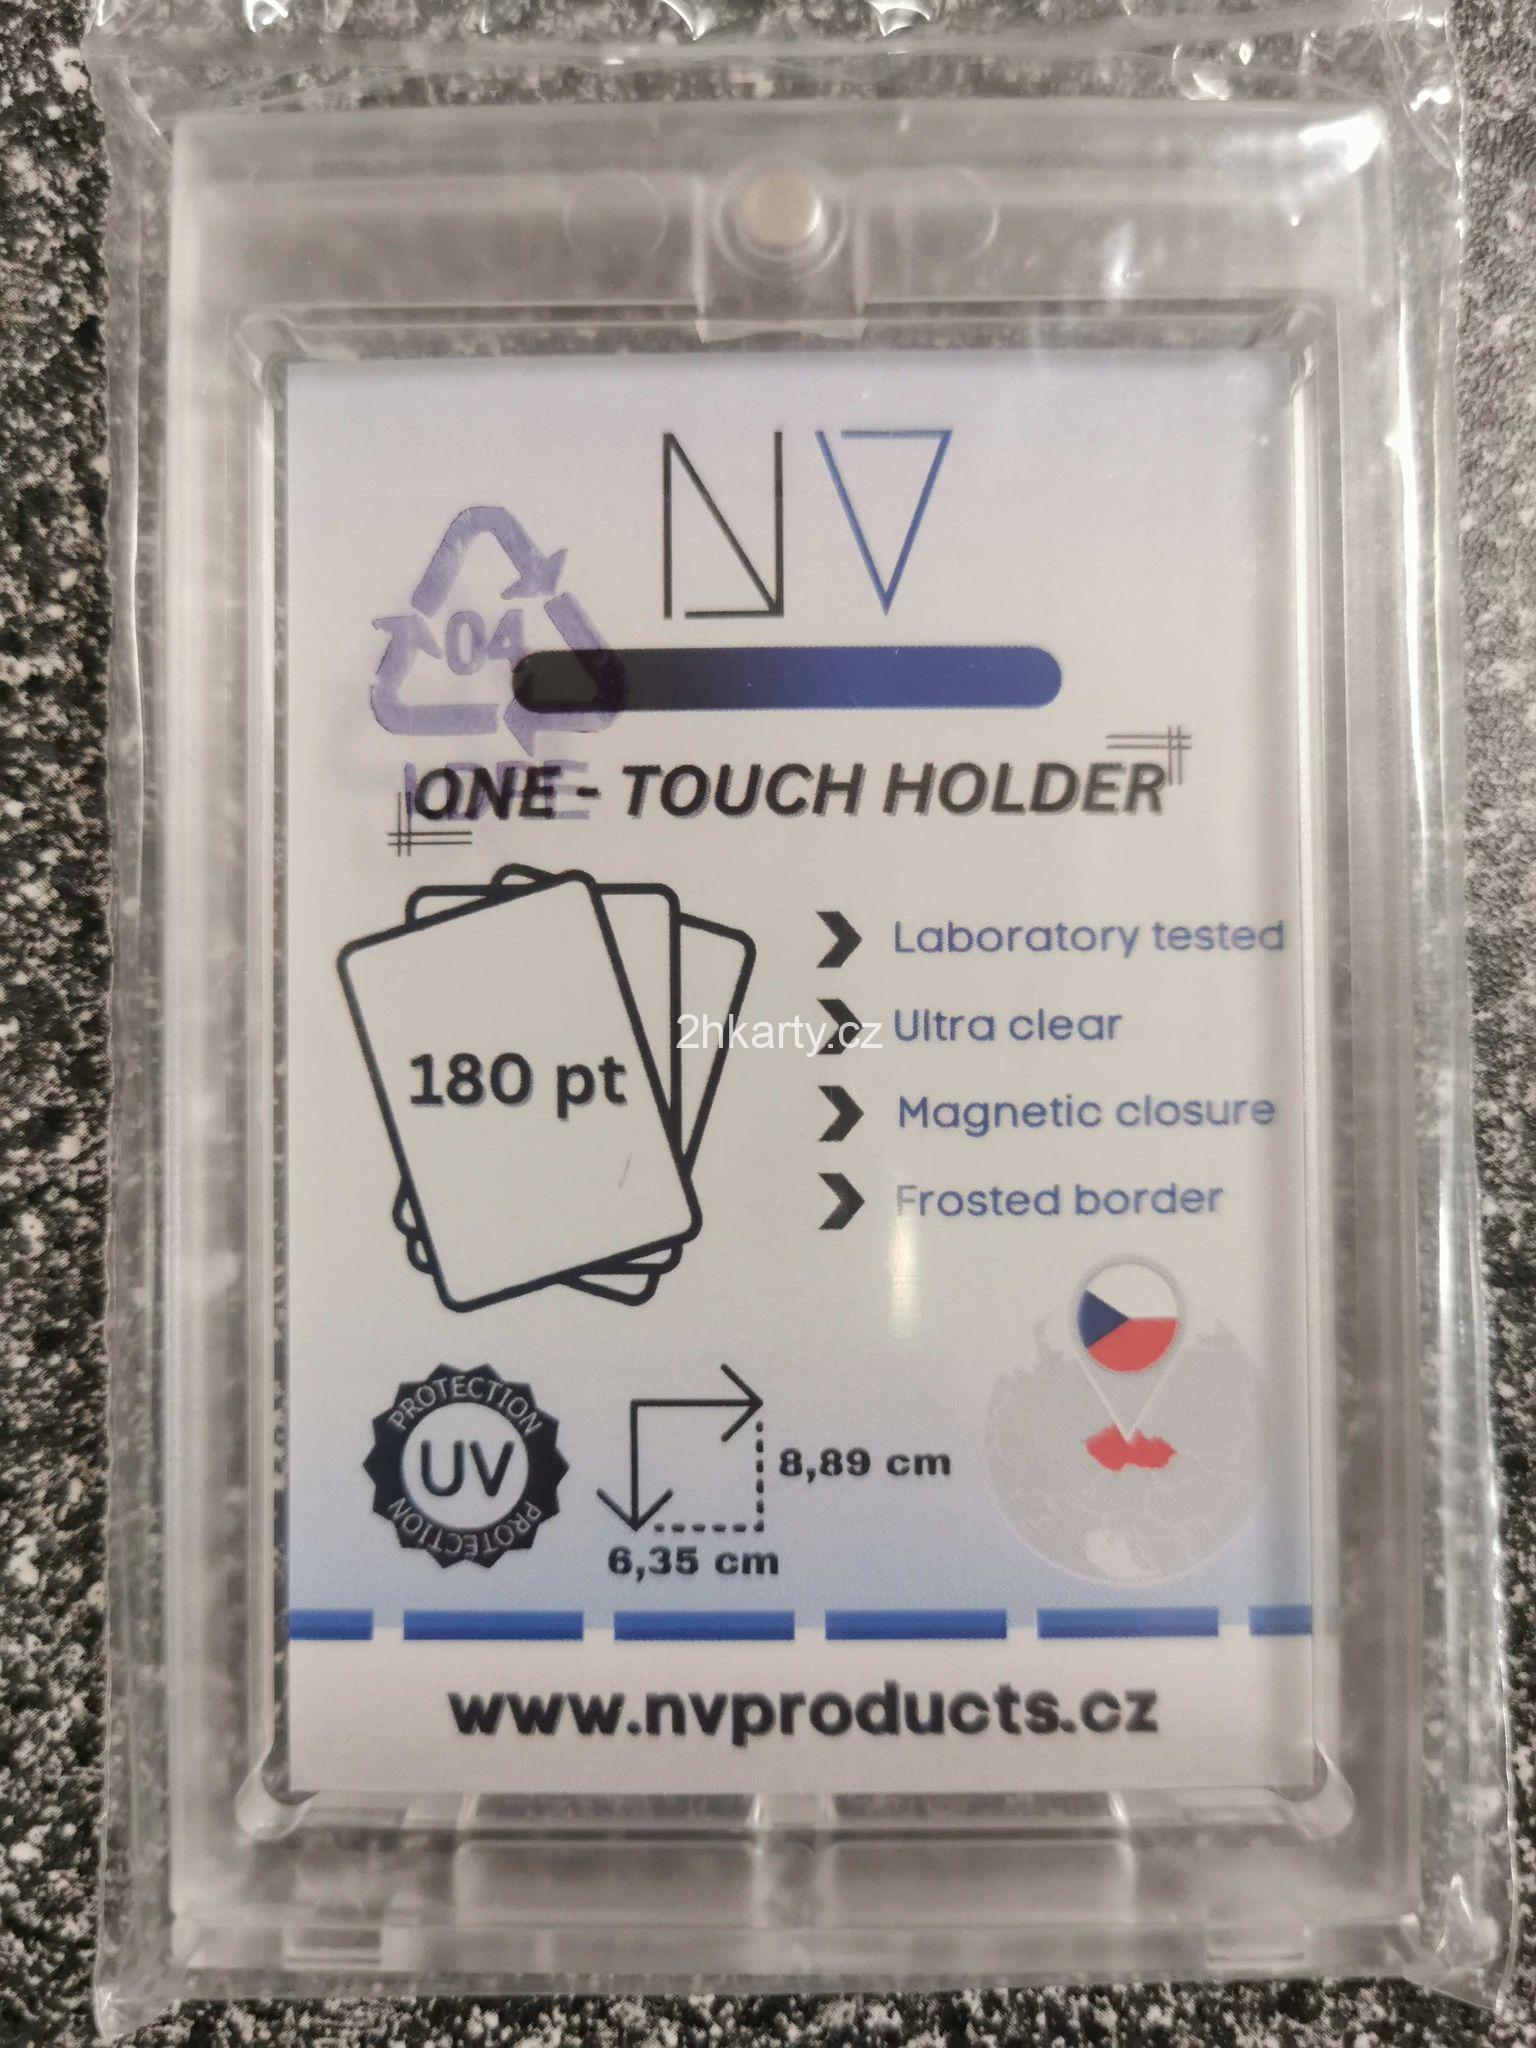 NV
04
LDPE
ONE - TOUCH HOLDER
180 pt
Laboratory tested
Ultra clear
Magnetic closure
Frosted border
2hkarty.cz
PROTECTION
UV
PROTECTION
8,89 cm
6,35 cm
www.nvproducts.cz